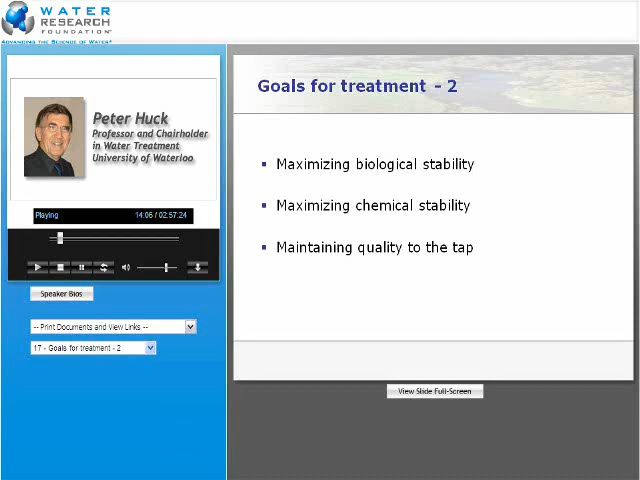 WATER
RESEARCH
FOUNDATION
ADVANCING THE SCIENCE OF WATER®
Peter Huck
Professor and Chairholder
in Water Treatment
University of Waterloo
Playing 14:06 / 02:57:24
Speaker Bios
-- Print Documents and View Links --
17 - Goals for treatment - 2
Goals for treatment - 2
▪ Maximizing biological stability
▪ Maximizing chemical stability
▪ Maintaining quality to the tap
View Slide Full-Screen